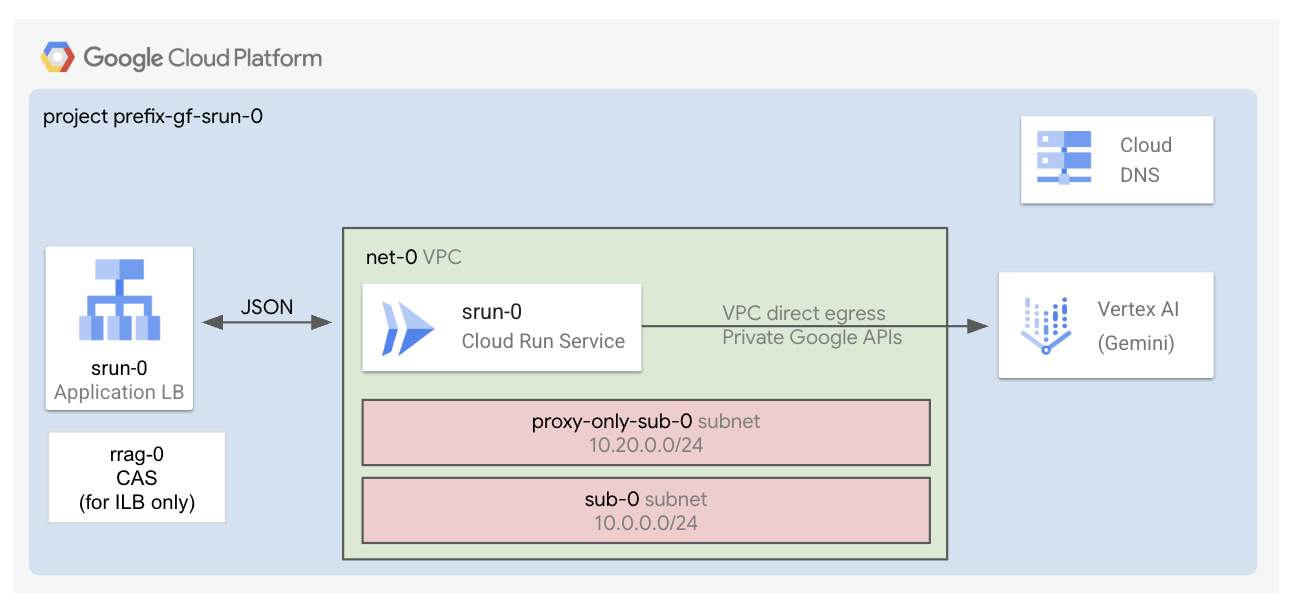 Google Cloud Platform
project prefix-gf-srun-0
Cloud
DNS
net-0 VPC
srun-0
Application LB
JSON
srun-0
Cloud Run Service
VPC direct egress
Private Google APIs
Vertex AI
(Gemini)
rrag-0
CAS
(for ILB only)
proxy-only-sub-0 subnet
10.20.0.0/24
sub-0 subnet
10.0.0.0/24